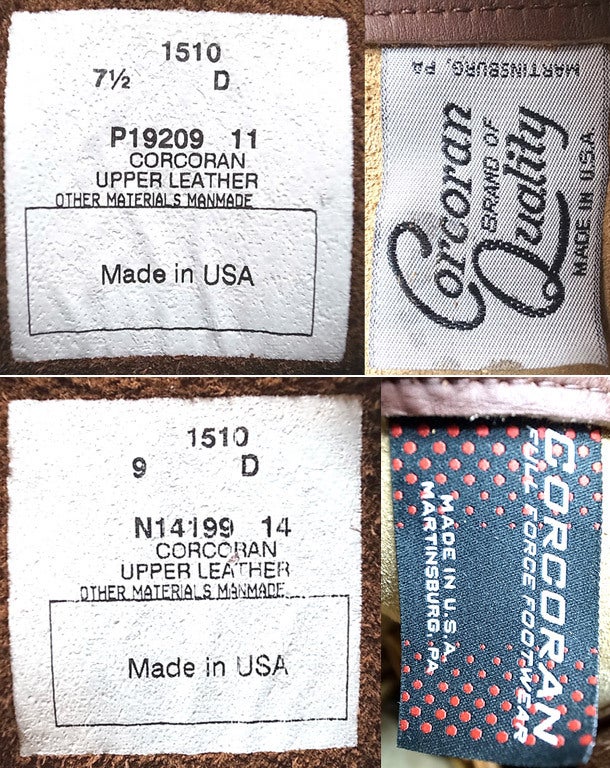 1510
7½ D
P19209 11
CORCORAN
UPPER LEATHER
OTHER MATERIALS MANMADE
Made in USA
MARTINSBURG, PA
Corcoran
BRAND OF
Quality
MADE IN U.S.A
1510
9 D
N14199 14
CORCORAN
UPPER LEATHER
OTHER MATERIALS MANMADE
Made in USA
CORCORAN
FULL FORCE FOOTWEAR
MADE IN U.S.A.
MARTINSBURG, PA